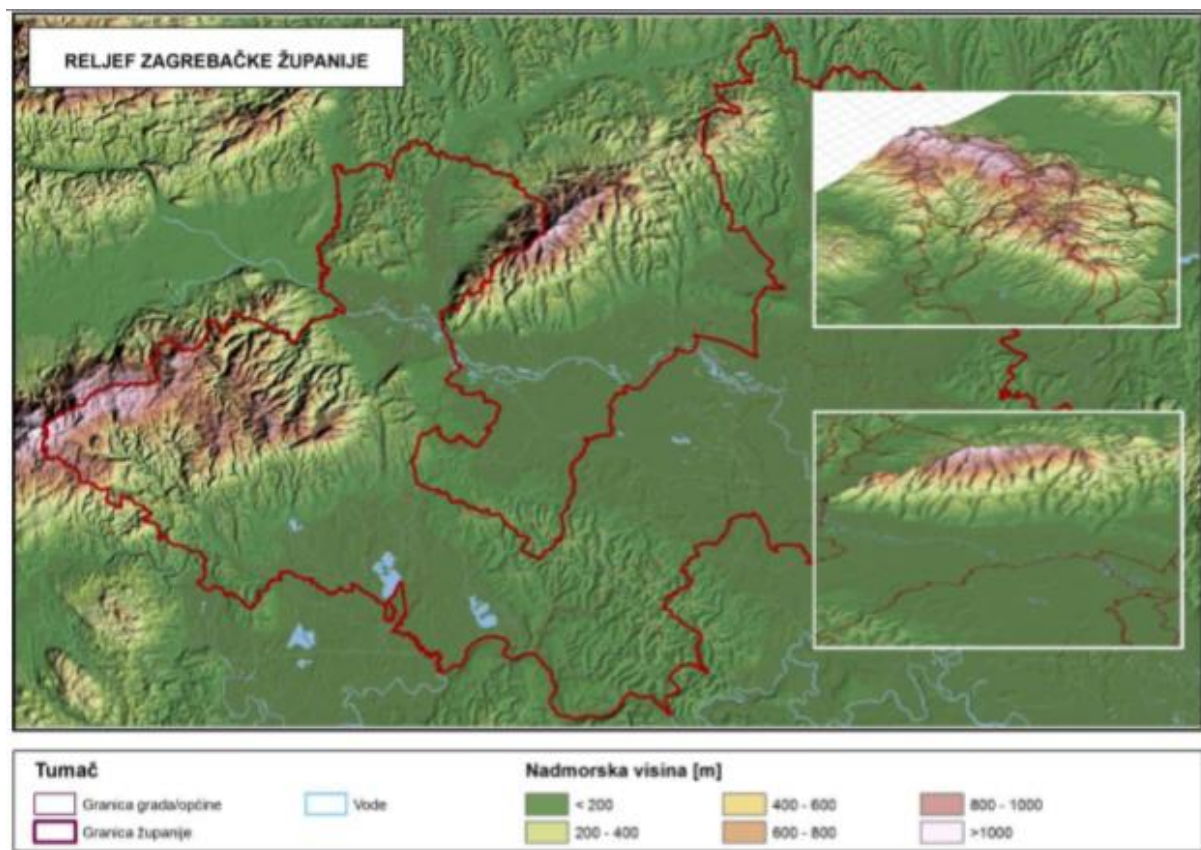 RELJEF ZAGREBAČKE ŽUPANIJE
Tumač
Granica grada/općine
Vode
Granica županije
Nadmorska visina [m]
< 200
400 - 600
800 - 1000
200 - 400
600 - 800
>1000